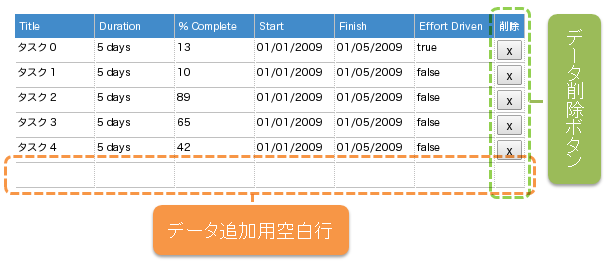 Title Duration % Complete Start Finish Effort Driven 削除
タスク 0 5 days 13 01/01/2009 01/05/2009 true x
タスク 1 5 days 10 01/01/2009 01/05/2009 false x
タスク 2 5 days 89 01/01/2009 01/05/2009 false x
タスク 3 5 days 65 01/01/2009 01/05/2009 false x
タスク 4 5 days 42 01/01/2009 01/05/2009 false x
データ削除ボタン
データ追加用空白行